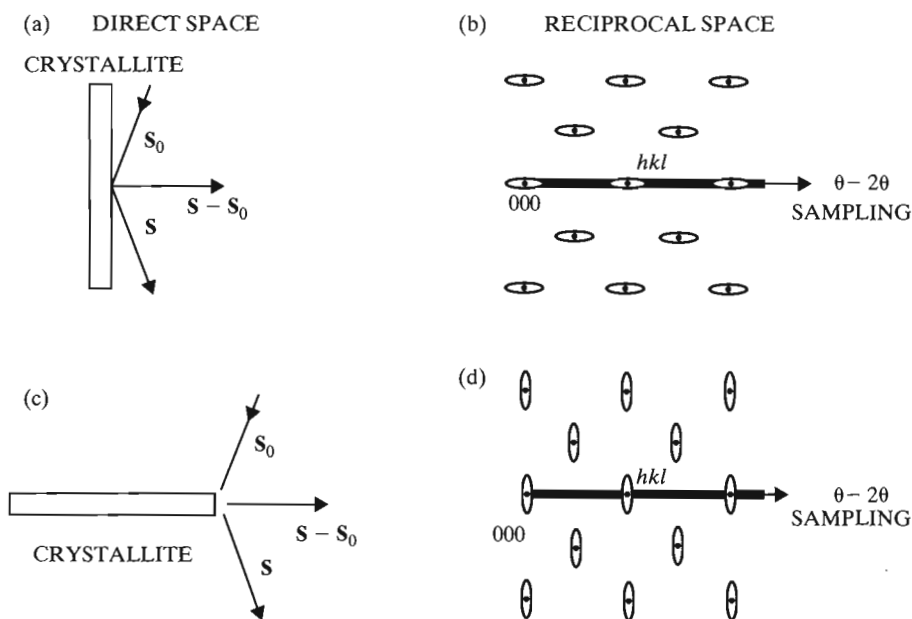 (a) DIRECT SPACE
CRYSTALLITE
S₀
S − S₀
S
(b) RECIPROCAL SPACE
hkl
000
θ − 2θ
SAMPLING
(c)
S₀
S − S₀
S
CRYSTALLITE
(d)
hkl
000
θ − 2θ
SAMPLING